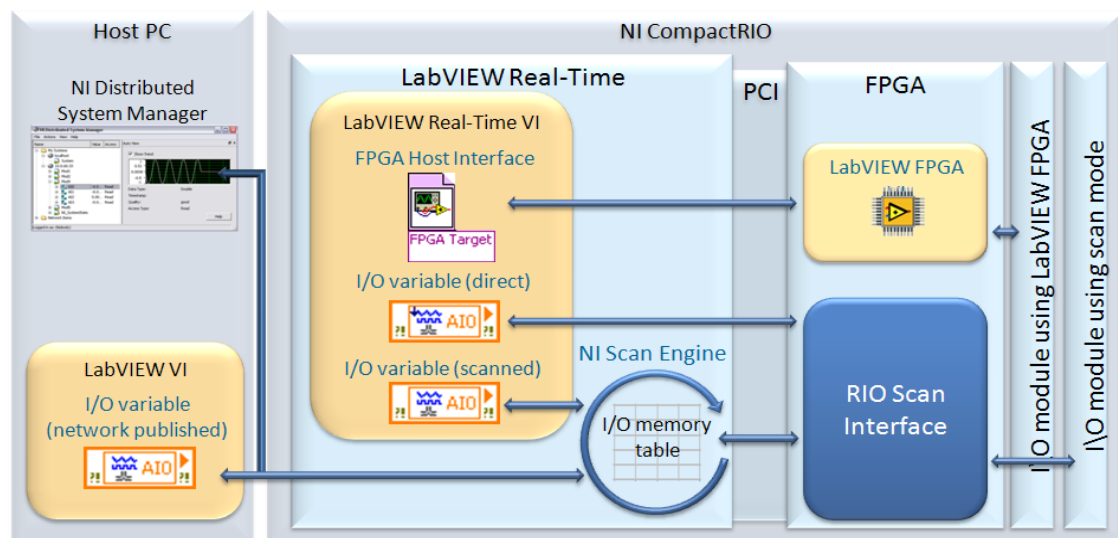 Host PC
NI Distributed
System Manager
LabVIEW VI
I/O variable
(network published)
AIO
NI CompactRIO
LabVIEW Real-Time
LabVIEW Real-Time VI
FPGA Host Interface
FPGA Target
I/O variable (direct)
AIO
I/O variable (scanned)
AIO
NI Scan Engine
I/O memory
table
PCI
FPGA
LabVIEW FPGA
RIO Scan
Interface
I\O module using LabVIEW FPGA
I\O module using scan mode